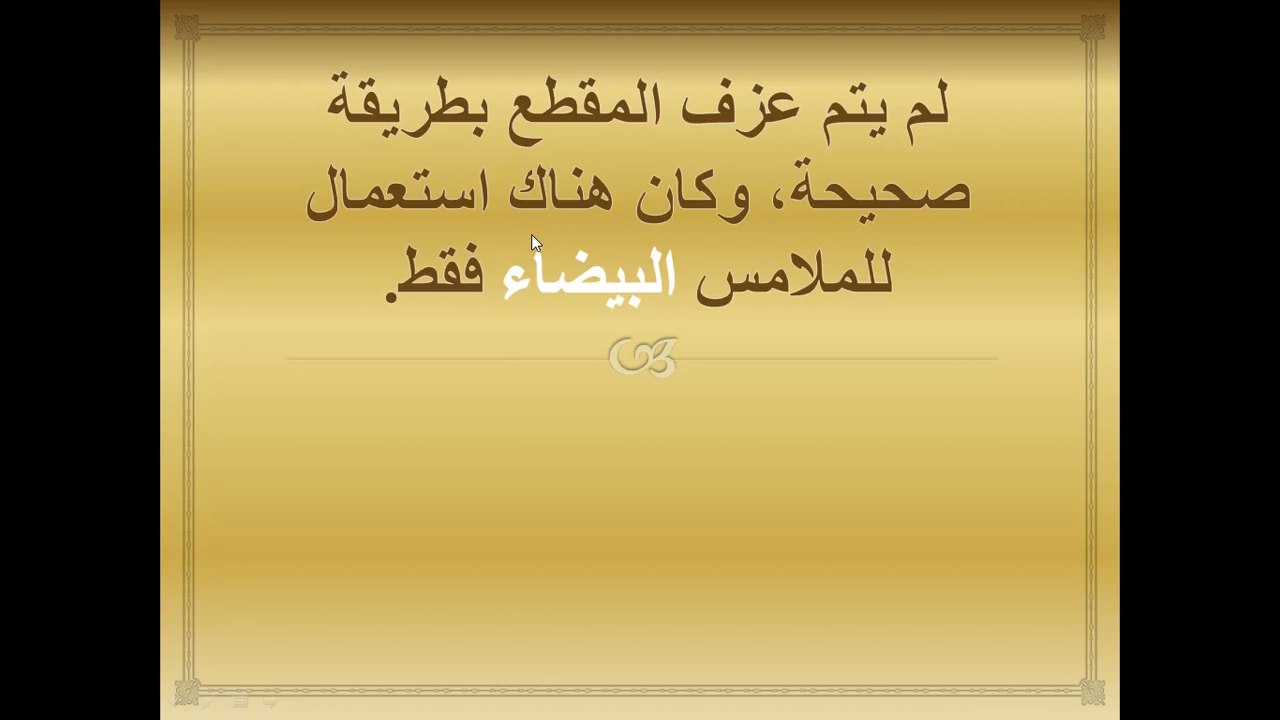 لم يتم عزف المقطع بطريقة
صحيحة، وكان هناك استعمال
للملامس البيضاء فقط.